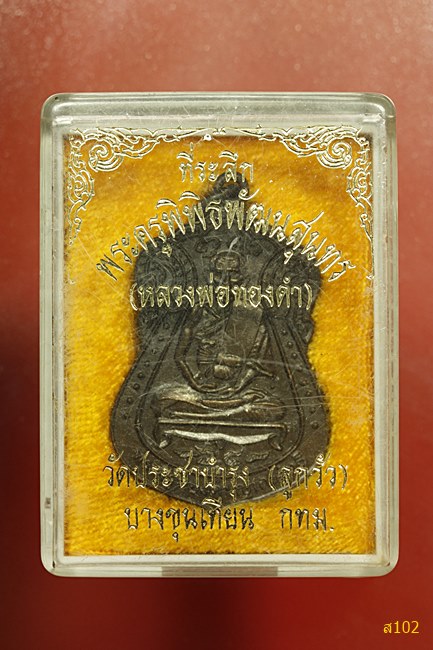 ที่ระลึก
พระครูพิพิธพัฒนสุนทร
(หลวงพ่อทองดำ)
วัดประชาบำรุง (ลูกวัว)
บางขุนเทียน กทม.
ส102